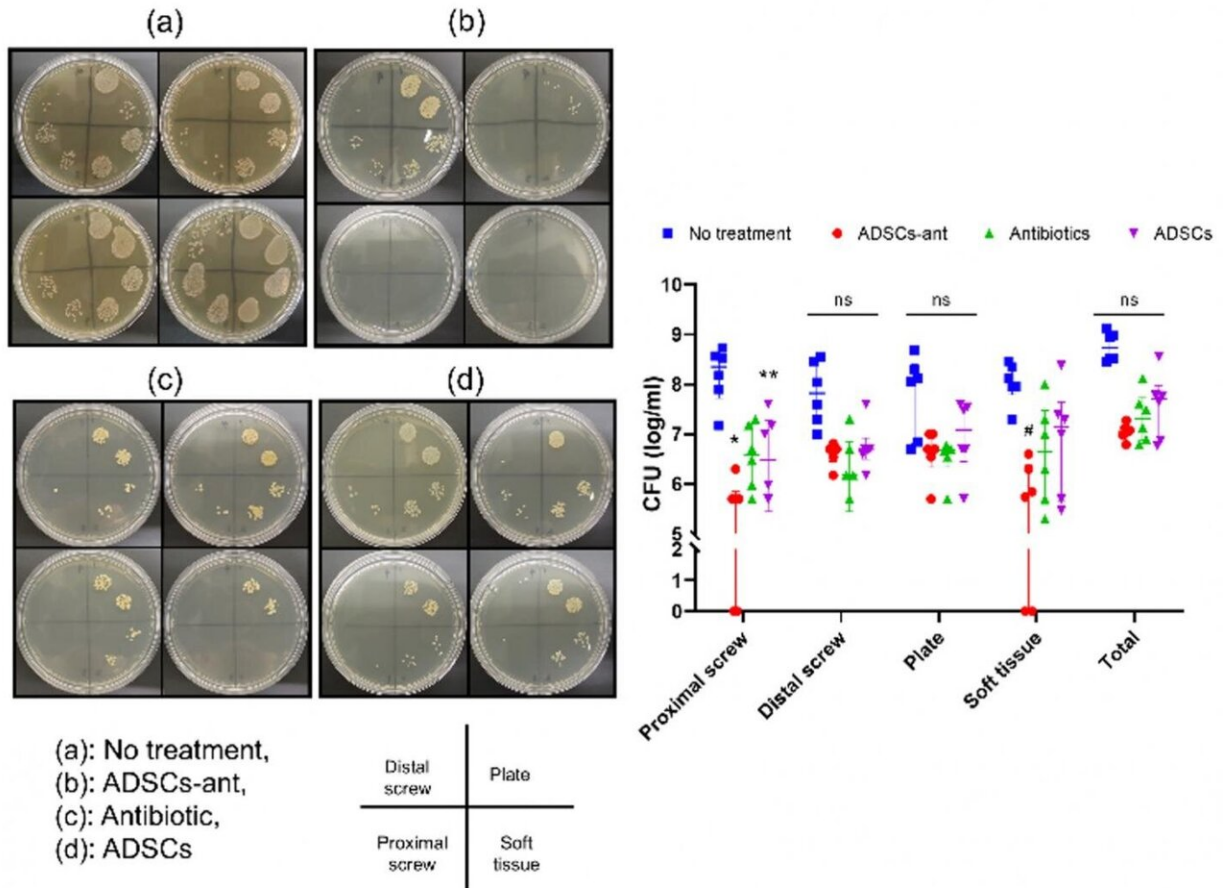 (a)
(b)
(c)
(d)
(a): No treatment,
(b): ADSCs-ant,
(c): Antibiotic,
(d): ADSCs
Distal
screw
Plate
Proximal
screw
Soft
tissue
No treatment
ADSCs-ant
Antibiotics
ADSCs
CFU (log/ml)
10
9
8
7
6
5
2
1
0
ns
ns
ns
*
**
#
Proximal screw
Distal screw
Plate
Soft tissue
Total